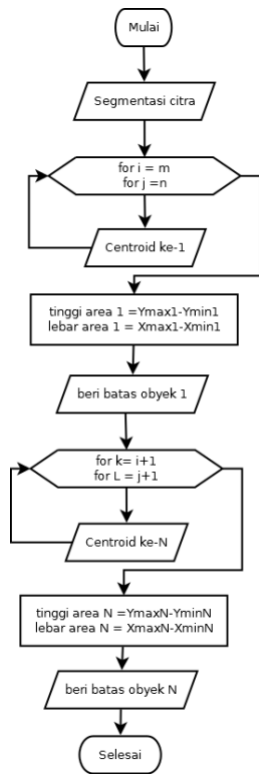 Mulai
Segmentasi citra
for i = m
for j =n
Centroid ke-1
tinggi area 1 =Ymax1-Ymin1
lebar area 1 = Xmax1-Xmin1
beri batas obyek 1
for k= i+1
for L = j+1
Centroid ke-N
tinggi area N =YmaxN-YminN
lebar area N = XmaxN-XminN
beri batas obyek N
Selesai